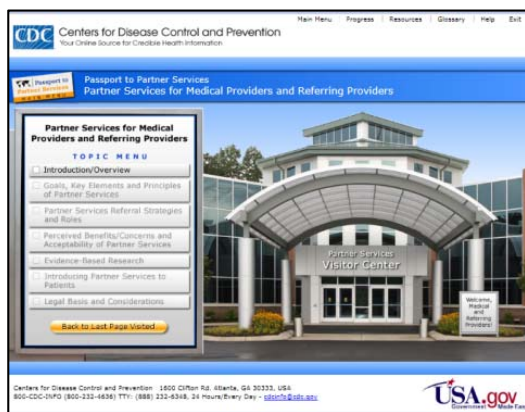 Main Menu Progress Resources Glossary Help Exit
CDC
Centers for Disease Control and Prevention
Your Online Source for Credible Health Information
Passport to
Partner Services
Passport to Partner Services
Partner Services for Medical Providers and Referring Providers
Partner Services for Medical
Providers and Referring Providers
TOPIC MENU
Introduction/Overview
Goals, Key Elements and Principles
of Partner Services
Partner Services Referral Strategies
and Roles
Perceived Benefits/Concerns and
Acceptability of Partner Services
Evidence-Based Research
Introducing Partner Services to
Patients
Legal Basis and Considerations
Back to Last Page Visited
Partner Services
Visitor Center
Welcome,
Medical
and
Referring
Providers!
Centers for Disease Control and Prevention 1600 Clifton Rd. Atlanta, GA 30333, USA
800-CDC-INFO (800-232-4636) TTY: (888) 232-6348, 24 Hours/Every Day - cdcinfo@cdc.gov
USA.gov
Government Made Easy